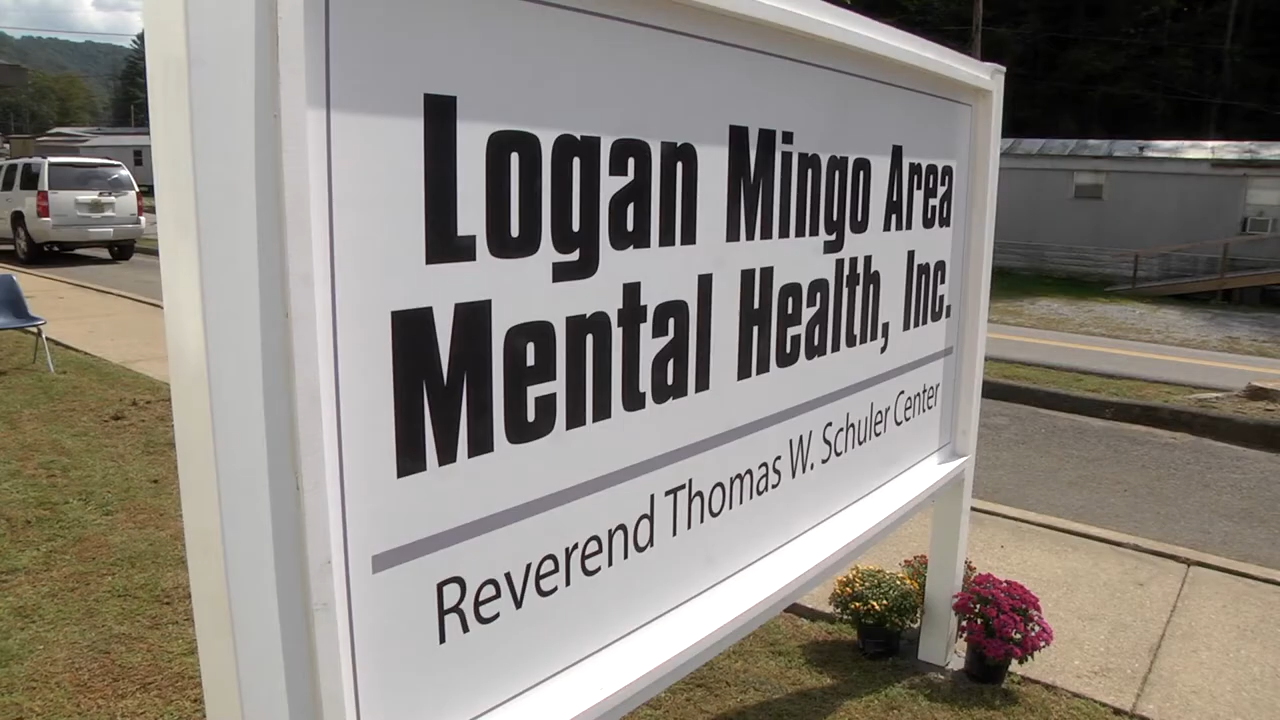 Logan Mingo Area
Mental Health, Inc.
Reverend Thomas W. Schuler Center